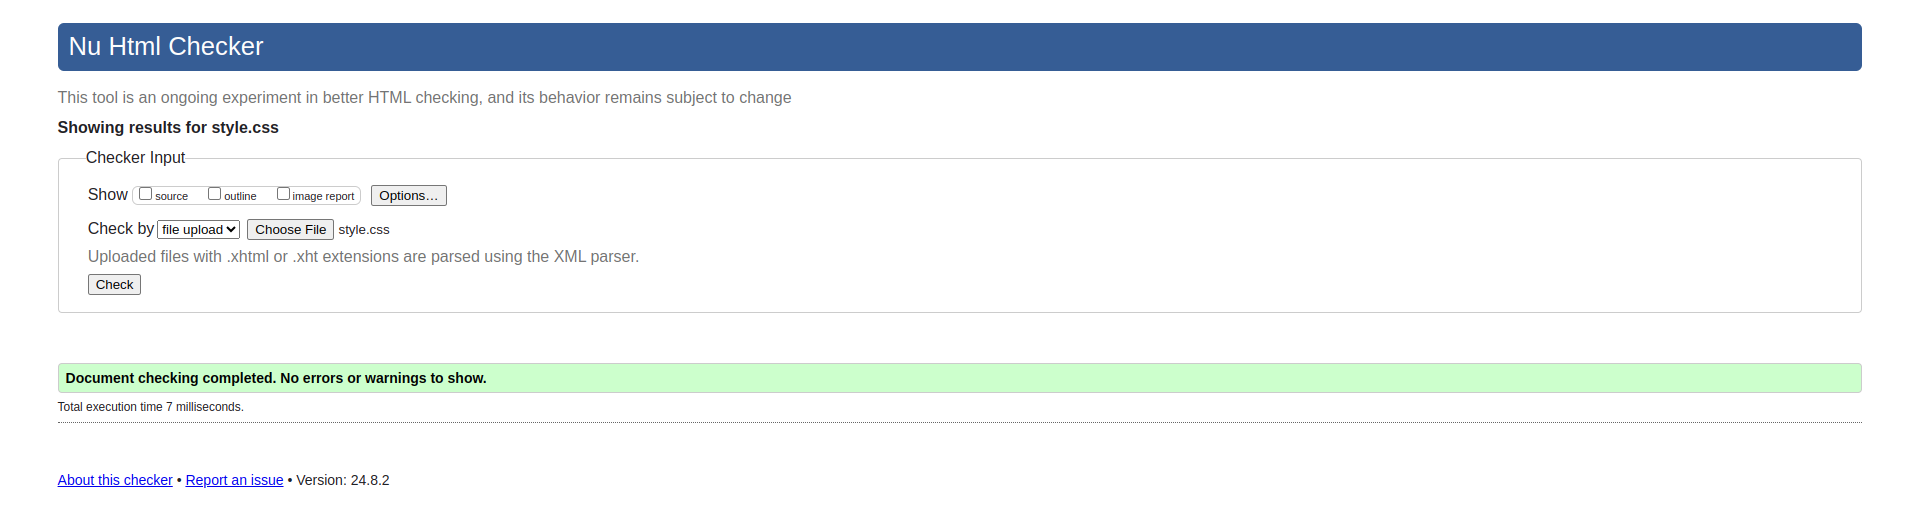 Nu Html Checker
This tool is an ongoing experiment in better HTML checking, and its behavior remains subject to change
Showing results for style.css
Checker Input
Show source outline image report Options…
Check by file upload Choose File style.css
Uploaded files with .xhtml or .xht extensions are parsed using the XML parser.
Check
Document checking completed. No errors or warnings to show.
Total execution time 7 milliseconds.
About this checker • Report an issue • Version: 24.8.2